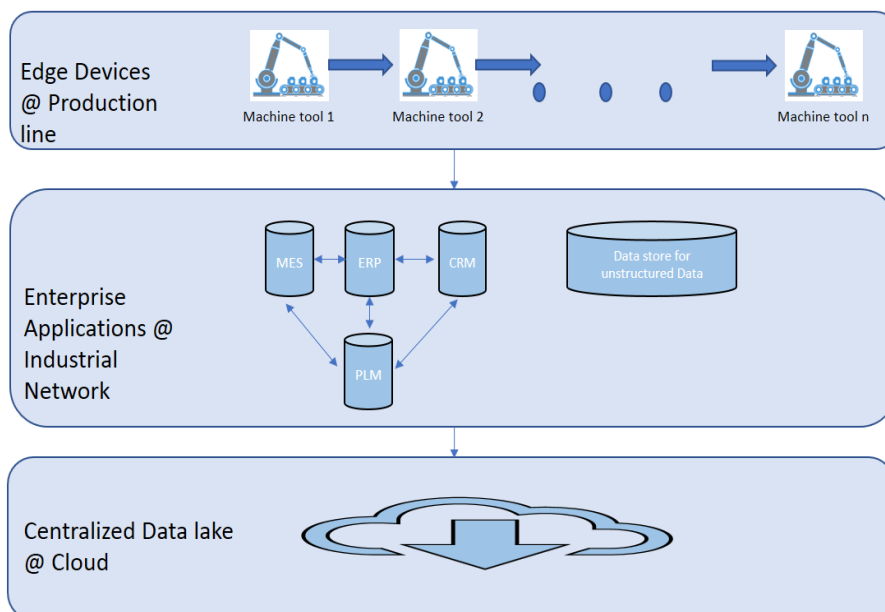 Edge Devices
@ Production
line
Machine tool 1
Machine tool 2
Machine tool n
MES
ERP
CRM
Data store for
unstructured Data
Enterprise
Applications @
Industrial
Network
PLM
Centralized Data lake
@ Cloud